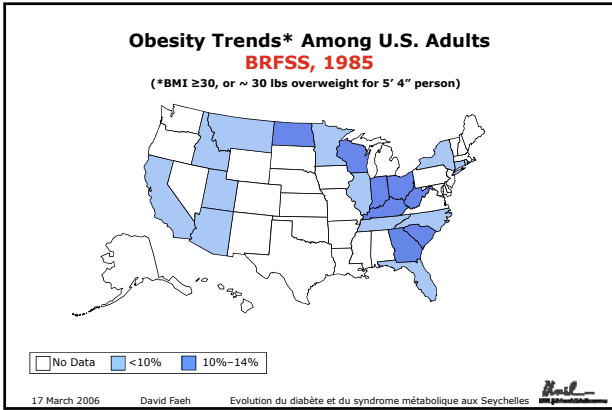 Obesity Trends* Among U.S. Adults
BRFSS, 1985
(*BMI ≥30, or ~ 30 lbs overweight for 5’ 4” person)
No Data <10% 10%–14%
17 March 2006 David Faeh Evolution du diabète et du syndrome métabolique aux Seychelles